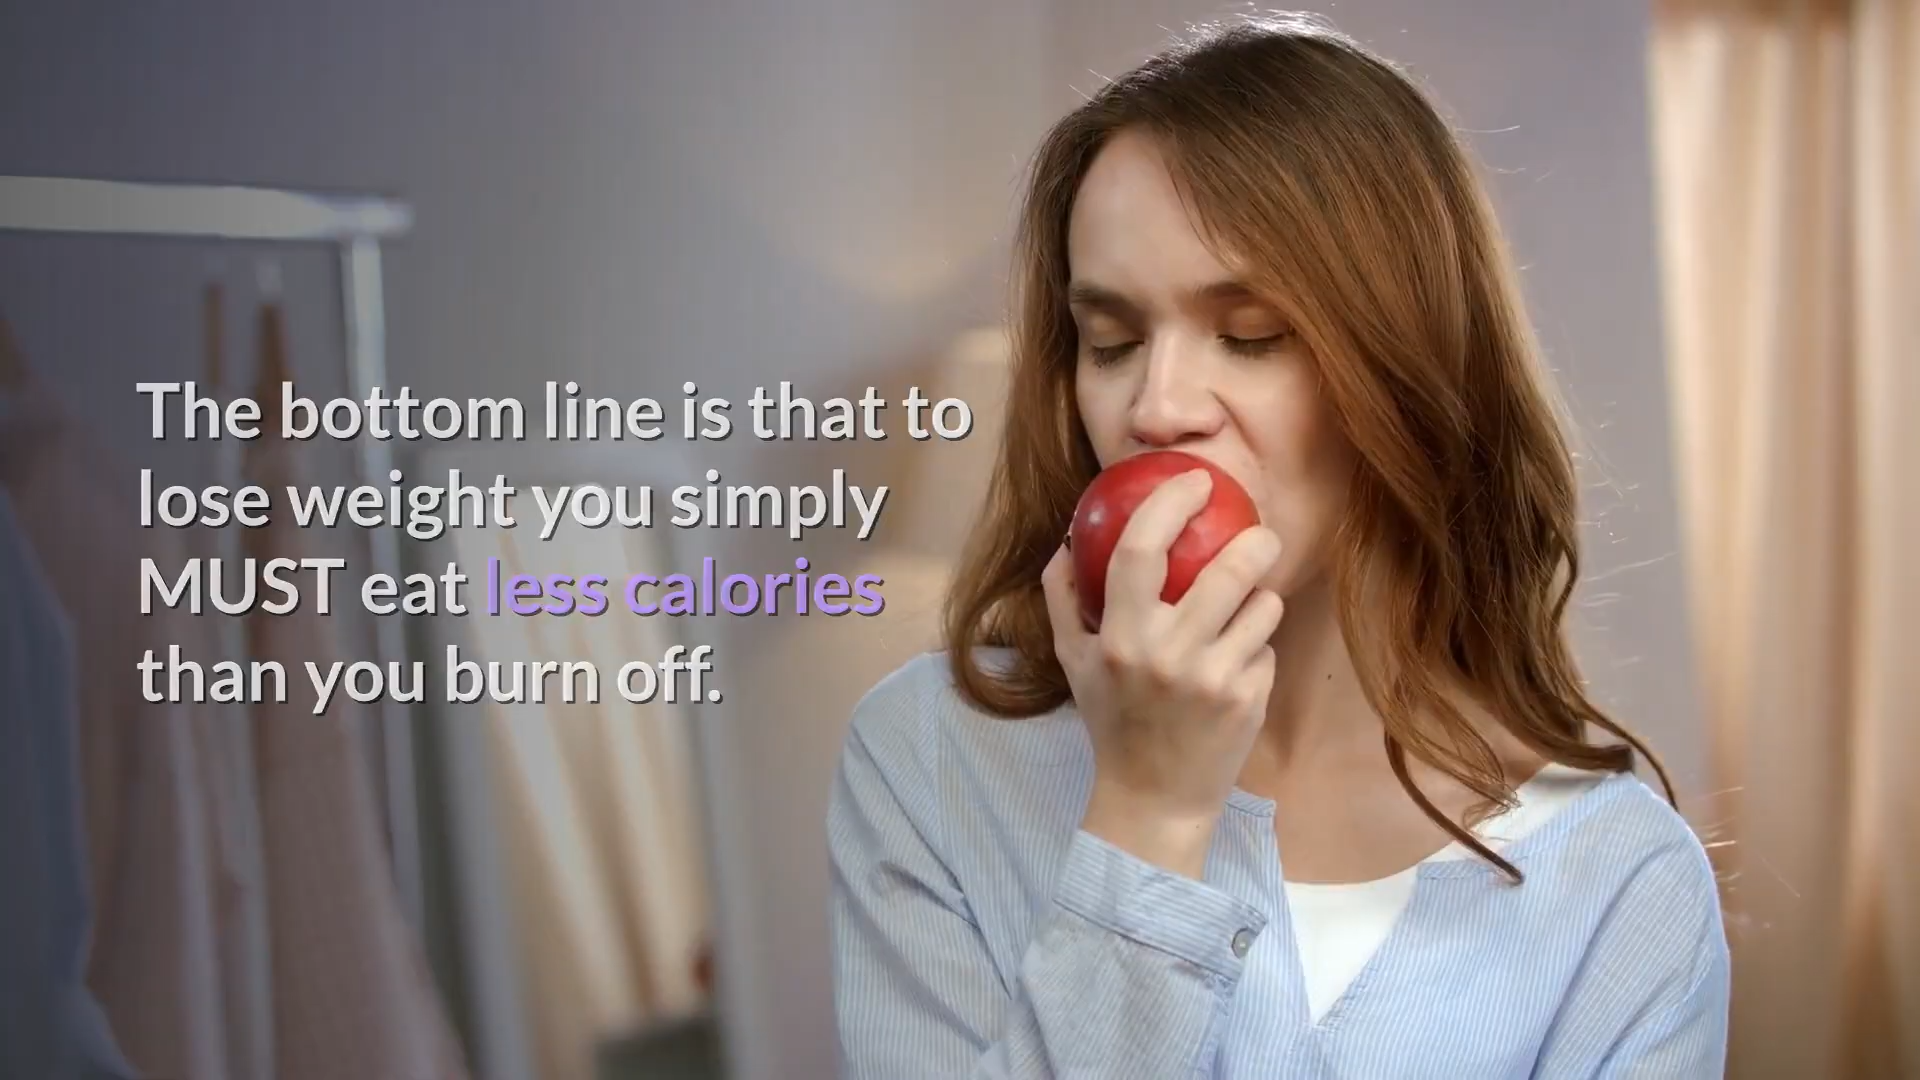 The bottom line is that to
lose weight you simply
MUST eat less calories
than you burn off.